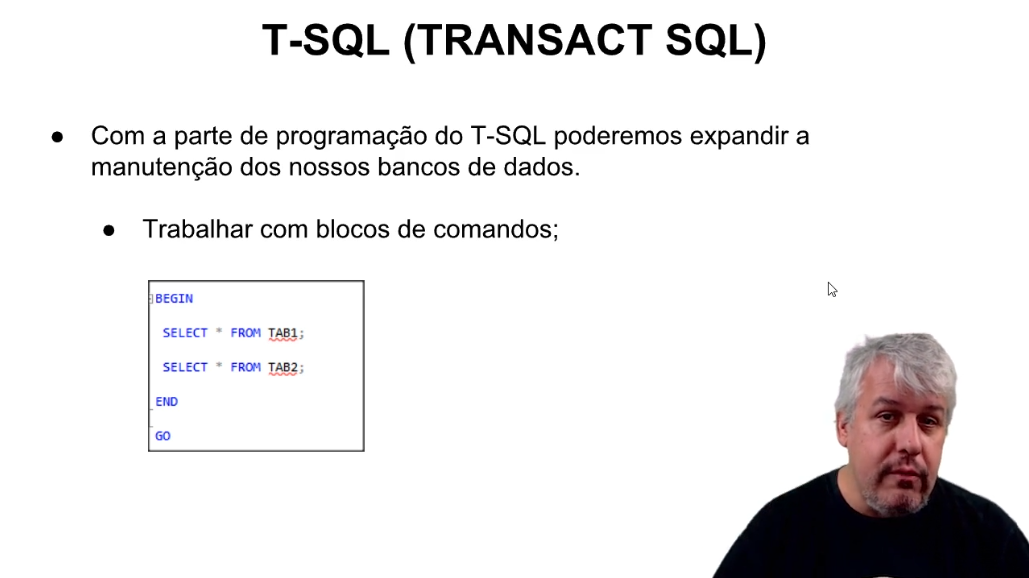 T-SQL (TRANSACT SQL)
● Com a parte de programação do T-SQL poderemos expandir a
manutenção dos nossos bancos de dados.
● Trabalhar com blocos de comandos;
BEGIN
SELECT * FROM TAB1;
SELECT * FROM TAB2;
END
GO